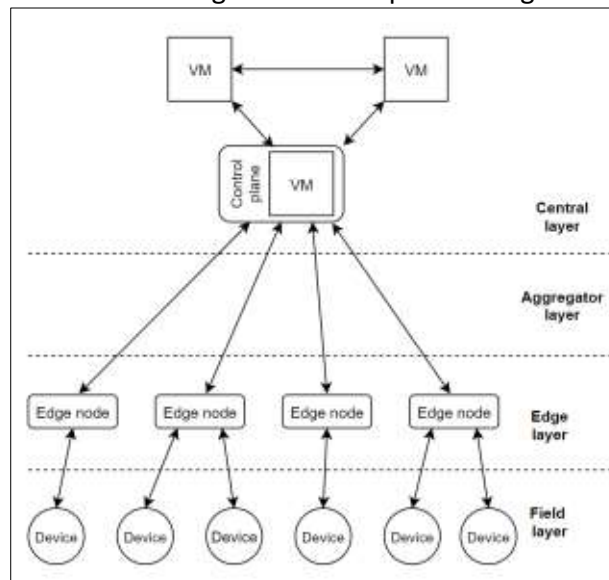 VM
VM
Control
plane
VM
Central
layer
Aggregator
layer
Edge node
Edge node
Edge node
Edge node
Edge
layer
Device
Device
Device
Device
Device
Device
Field
layer